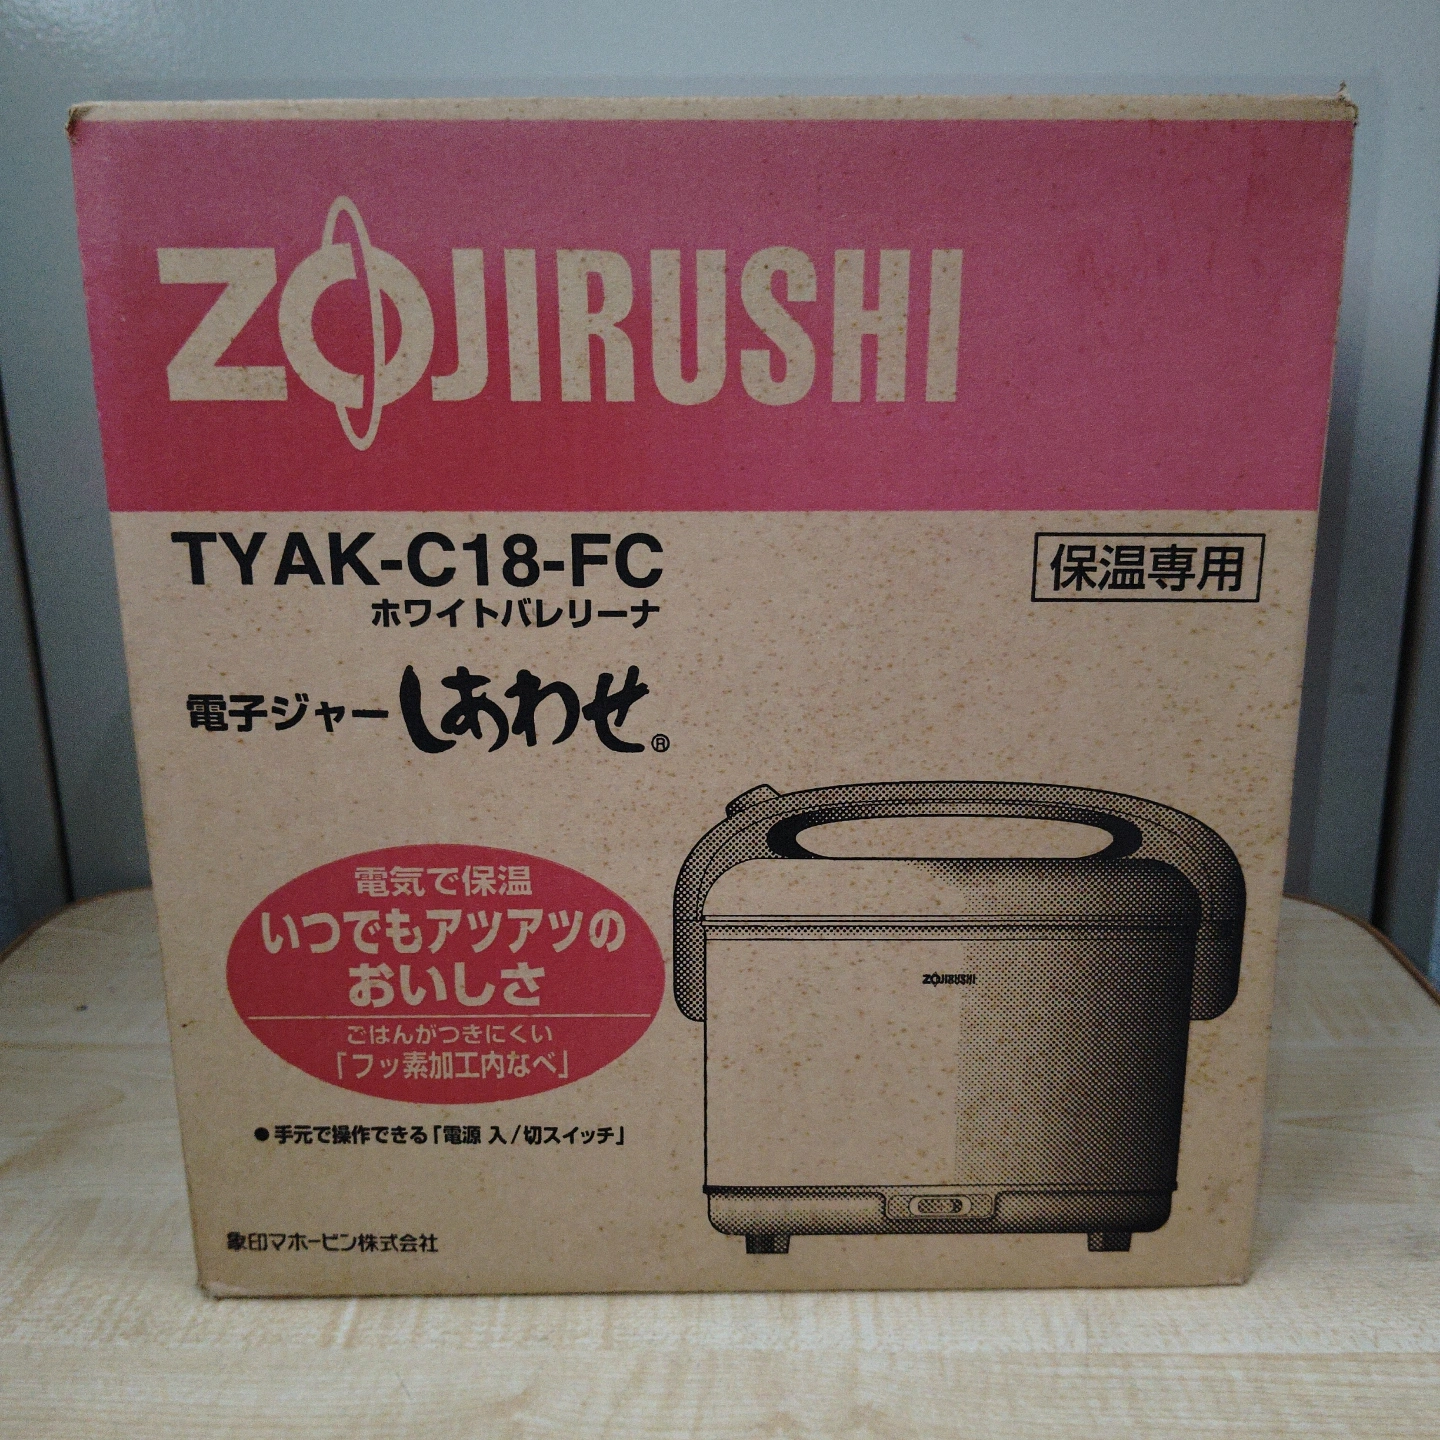 ZOJIRUSHI
TYAK-C18-FC
ホワイトバレリーナ
保温専用
電子ジャーしあわせ®
電気で保温
いつでもアツアツの
おいしさ
ごはんがつきにくい
「フッ素加工内なべ」
●手元で操作できる「電源 入/切スイッチ」
ZOJIRUSHI
象印マホービン株式会社